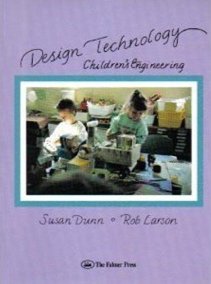 Design Technology
Children's Engineering
Susan Dunn • Rob Larson
The Falmer Press